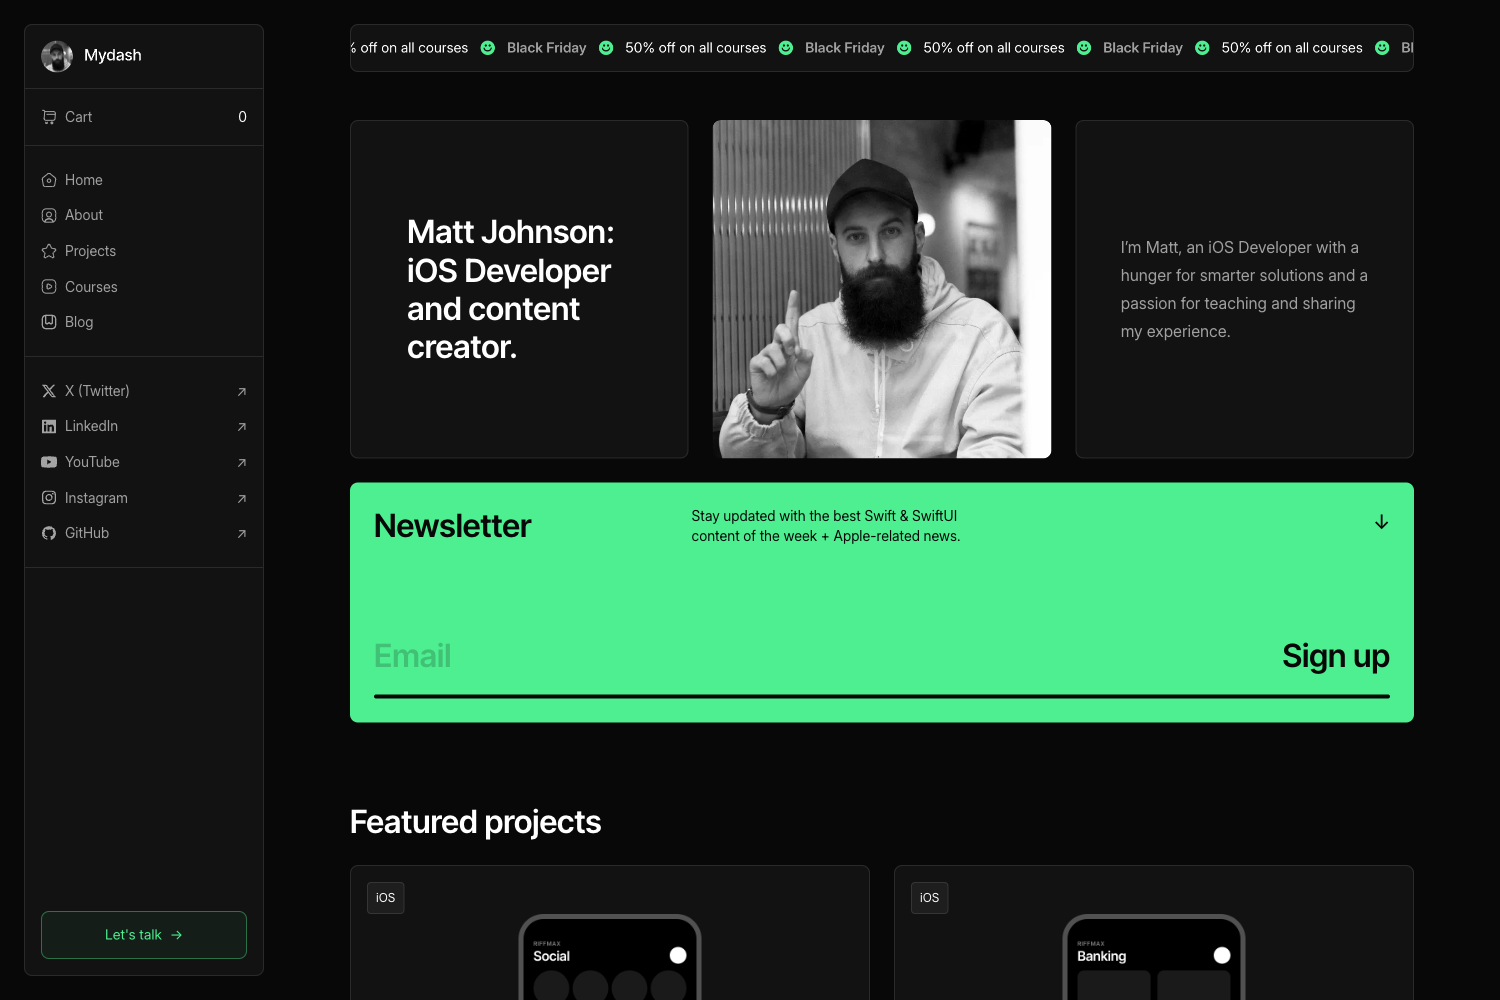 Mydash
Cart 0
Home
About
Projects
Courses
Blog
X (Twitter)
LinkedIn
YouTube
Instagram
GitHub
Let's talk
% off on all courses Black Friday 50% off on all courses Black Friday 50% off on all courses Black Friday 50% off on all courses Bl
Matt Johnson:
iOS Developer
and content
creator.
I'm Matt, an iOS Developer with a
hunger for smarter solutions and a
passion for teaching and sharing
my experience.
Newsletter
Stay updated with the best Swift & SwiftUI
content of the week + Apple-related news.
Email
Sign up
Featured projects
iOS
RIFFMAX
Social
iOS
RIFFMAX
Banking